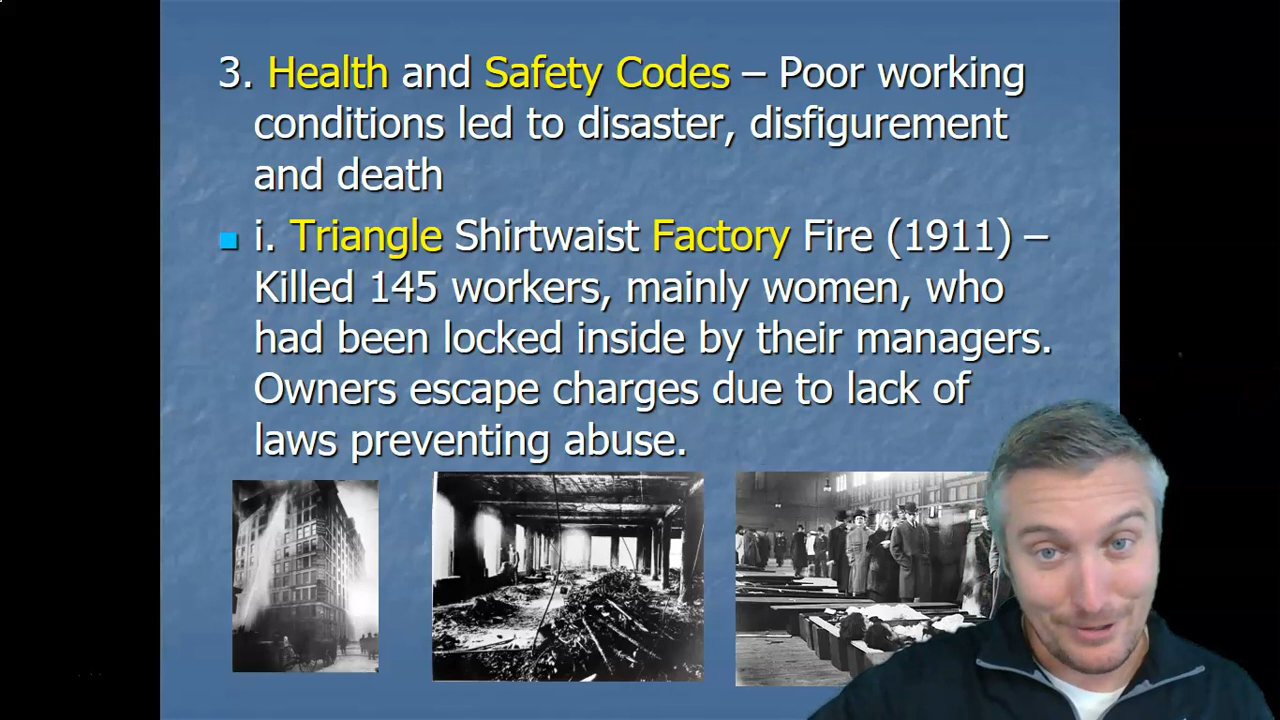 3. Health and Safety Codes – Poor working
conditions led to disaster, disfigurement
and death
i. Triangle Shirtwaist Factory Fire (1911) –
Killed 145 workers, mainly women, who
had been locked inside by their managers.
Owners escape charges due to lack of
laws preventing abuse.